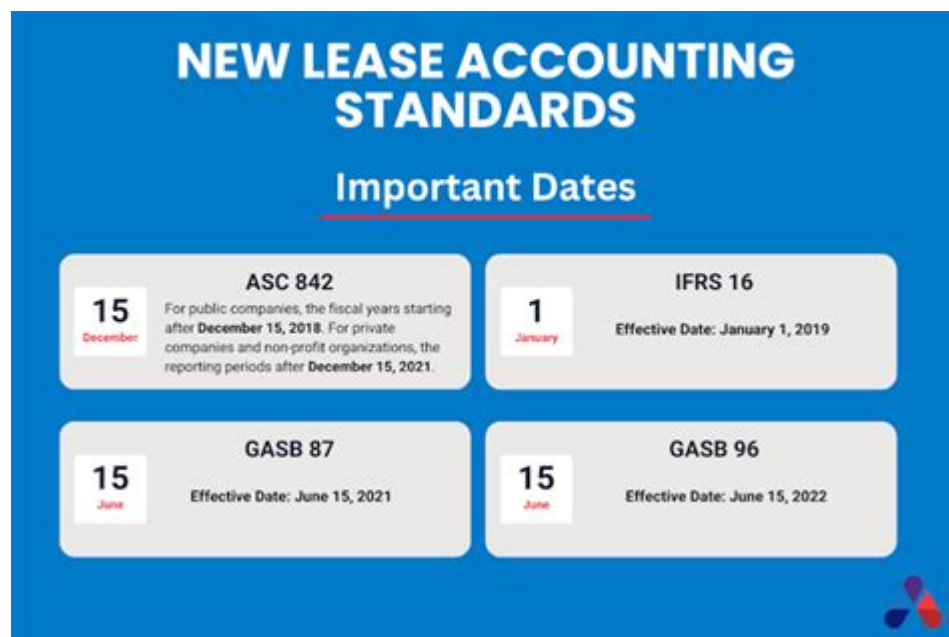 NEW LEASE ACCOUNTING
STANDARDS
Important Dates
15
December
ASC 842
For public companies, the fiscal years starting
after December 15, 2018. For private
companies and non-profit organizations, the
reporting periods after December 15, 2021.
1
January
IFRS 16
Effective Date: January 1, 2019
15
June
GASB 87
Effective Date: June 15, 2021
15
June
GASB 96
Effective Date: June 15, 2022